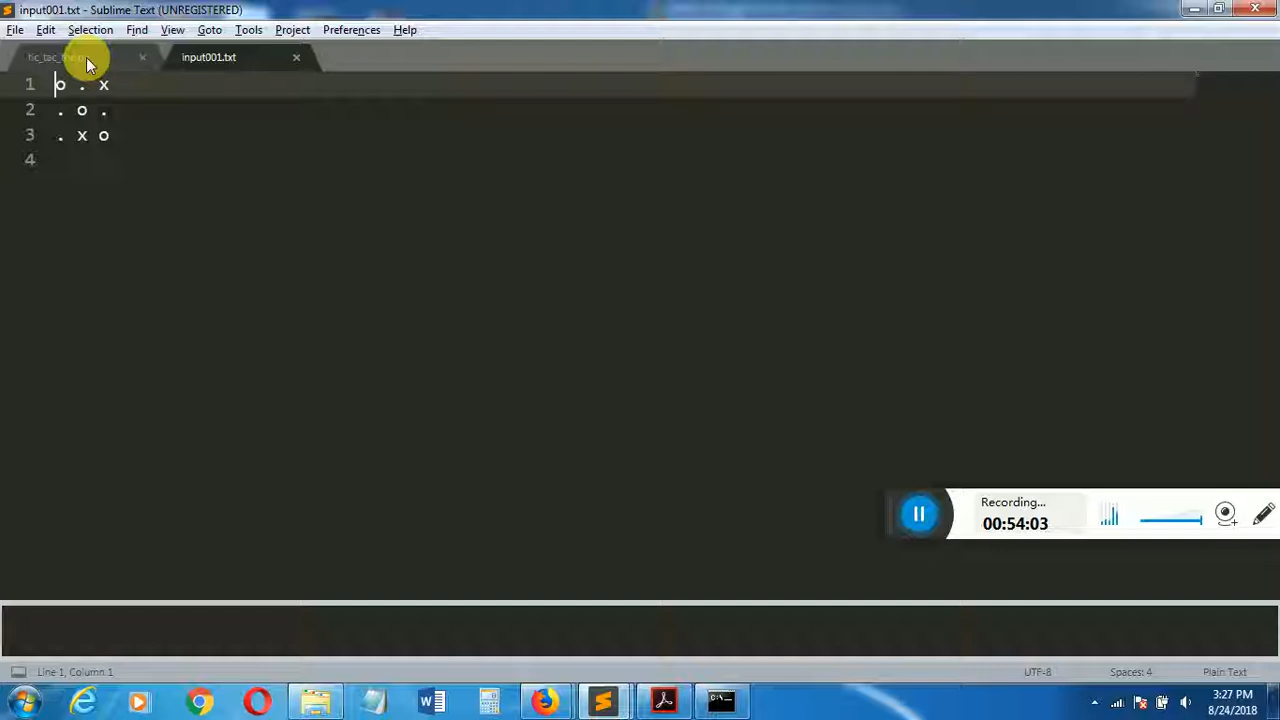 input001.txt - Sublime Text (UNREGISTERED)
File Edit Selection Find View Goto Tools Project Preferences Help
input001.txt
1 o . x
2 . o .
3 . x o
4
Recording...
00:54:03
Line 1, Column 1 UTF-8 Spaces: 4 Plain Text
3:27 PM
8/24/2018